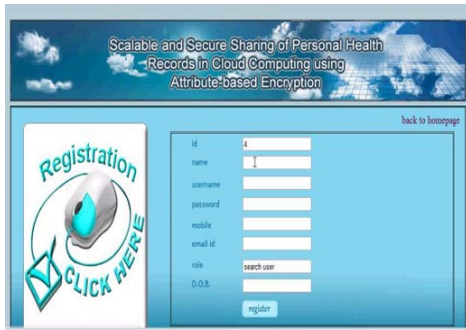 Scalable and Secure Sharing of Personal Health
Records in Cloud Computing using
Attribute-based Encryption
back to homepage
Registration
CLICK HERE
id 4
name
username
password
mobile
email id
role search user
D.O.B.
register